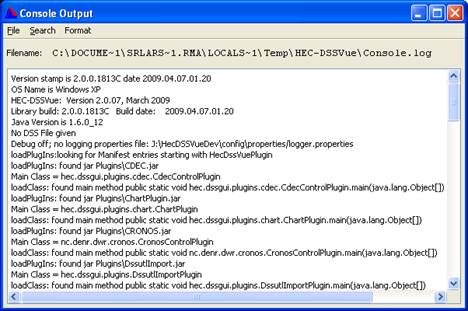 Console Output
File Search Format
Filename: C:\DOCUME~1\SRLARS~1.RMA\LOCALS~1\Temp\HEC-DSSVue\Console.log
Version stamp is 2.0.0.1813C date 2009.04.07.01.20
OS Name is Windows XP
HEC-DSSVue: Version 2.0.07, March 2009
Library build: 2.0.0.1813C Build date: 2009.04.07.01.20
Java Version is 1.6.0_12
No DSS File given
Debug off; no logging properties file: J:\HecDSSVueDev\config\properties/logger.properties
loadPlugIns:looking for Manifest entries starting with HecDssVuePlugin
loadPlugIns: found jar Plugins\CDEC.jar
Main Class = hec.dssgui.plugins.cdec.CdecControlPlugin
loadClass: found main method public static void hec.dssgui.plugins.cdec.CdecControlPlugin.main(java.lang.Object[])
loadPlugIns: found jar Plugins\ChartPlugin.jar
Main Class = hec.dssgui.plugins.chart.ChartPlugin
loadClass: found main method public static void hec.dssgui.plugins.chart.ChartPlugin.main(java.lang.Object[])
loadPlugIns: found jar Plugins\CRONOS.jar
Main Class = nc.denr.dwr.cronos.CronosControlPlugin
loadClass: found main method public static void nc.denr.dwr.cronos.CronosControlPlugin.main(java.lang.Object[])
loadPlugIns: found jar Plugins\DssutlImport.jar
Main Class = hec.dssgui.plugins.DssutlImportPlugin
loadClass: found main method public static void hec.dssgui.plugins.DssutlImportPlugin.main(java.lang.Object[])